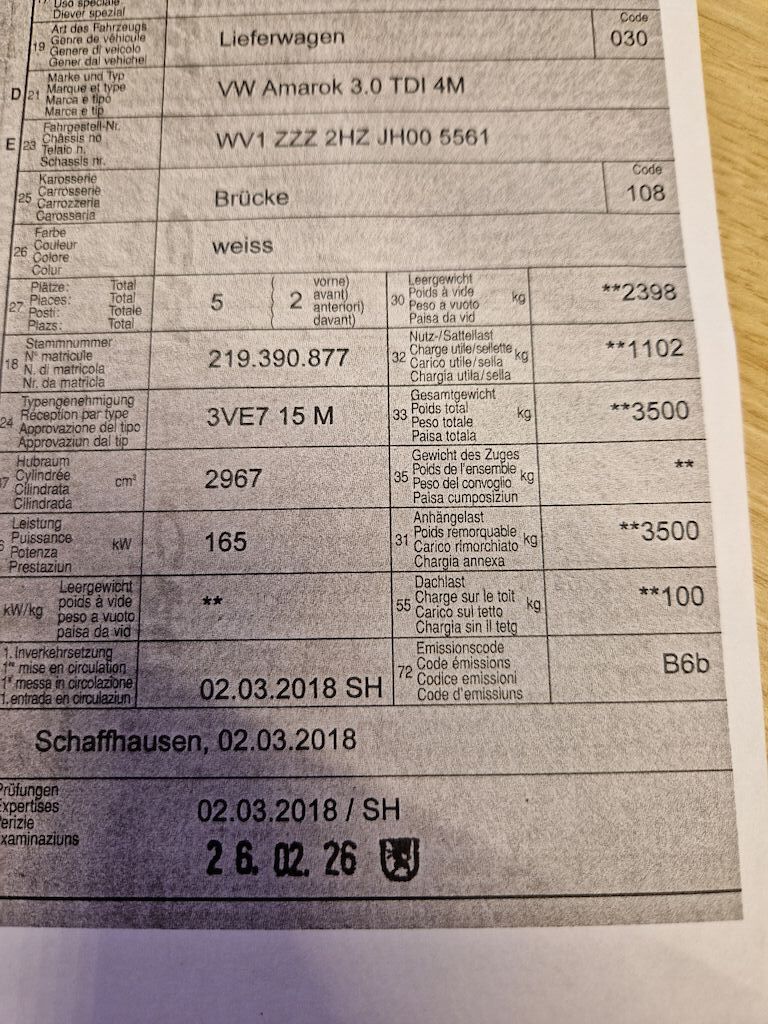 17 Uso speciale
Diever spezial
Art des Fahrzeugs
19 Genre de véhicule
Genere di veicolo
Gener dal vehichel
Lieferwagen
Code
030
D 21 Marke und Typ
Marque et type
Marca e tipo
Marca e tip
VW Amarok 3.0 TDI 4M
E 23 Fahrgestell-Nr.
Châssis no
Telaio n.
Schassis nr.
WV1 ZZZ 2HZ JH00 5561
25 Karosserie
Carrosserie
Carrozzeria
Carossaria
Brücke
Code
108
26 Farbe
Couleur
Colore
Colur
weiss
27 Plätze: Total
Places: Total
Posti: Totale
Plazs: Total
5 ( 2 vorne)
avant)
anteriori)
davant)
30 Leergewicht
Poids à vide kg
Peso a vuoto
Paisa da vid
**2398
18 Stammnummer
N° matricule
N. di matricola
Nr. da matricla
219.390.877
32 Nutz-/Sattellast
Charge utile/sellette kg
Carico utile/sella
Chargia utila/sella
**1102
24 Typengenehmigung
Réception par type
Approvazione del tipo
Approvaziun dal tip
3VE7 15 M
33 Gesamtgewicht
Poids total kg
Peso totale
Paisa totala
**3500
37 Hubraum
Cylindrée cm³
Cilindrata
Cilindrada
2967
35 Gewicht des Zuges
Poids de l'ensemble kg
Peso del convoglio
Paisa cumposiziun
**
Leistung
Puissance kW
Potenza
Prestaziun
165
31 Anhängelast
Poids remorquable kg
Carico rimorchiato
Chargia annexa
**3500
kW/kg Leergewicht
poids à vide
peso a vuoto
paisa da vid
**
55 Dachlast
Charge sur le toit kg
Carico sul tetto
Chargia sin il tetg
**100
1. Inverkehrsetzung
1re mise en circulation
1a messa in circolazione
1. entrada en circulaziun
02.03.2018 SH
72 Emissionscode
Code émissions
Codice emissioni
Code d'emissiuns
B6b
Schaffhausen, 02.03.2018
Prüfungen
Expertises
Perizie
Examinaziuns
02.03.2018 / SH
26. 02. 26